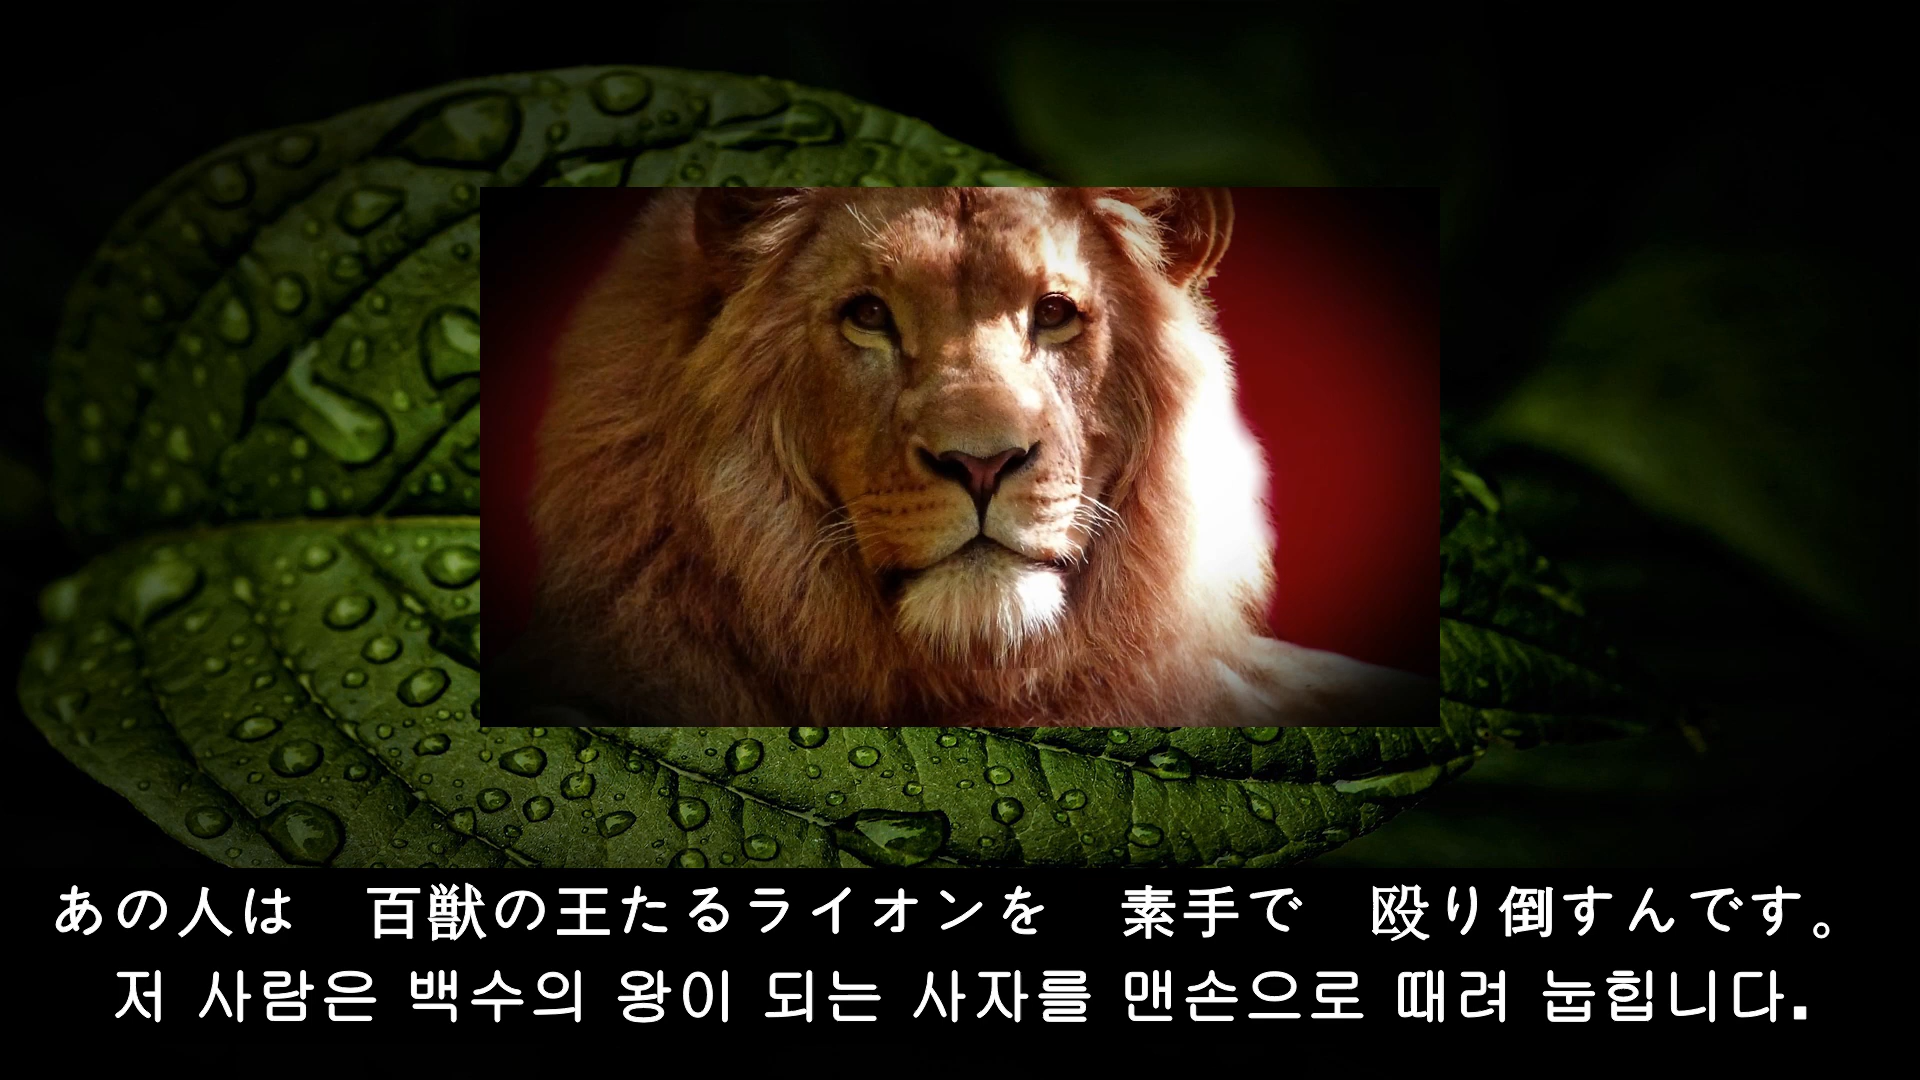 あの人は　百獣の王たるライオンを　素手で　殴り倒すんです。
저 사람은 백수의 왕이 되는 사자를 맨손으로 때려 눕힙니다.